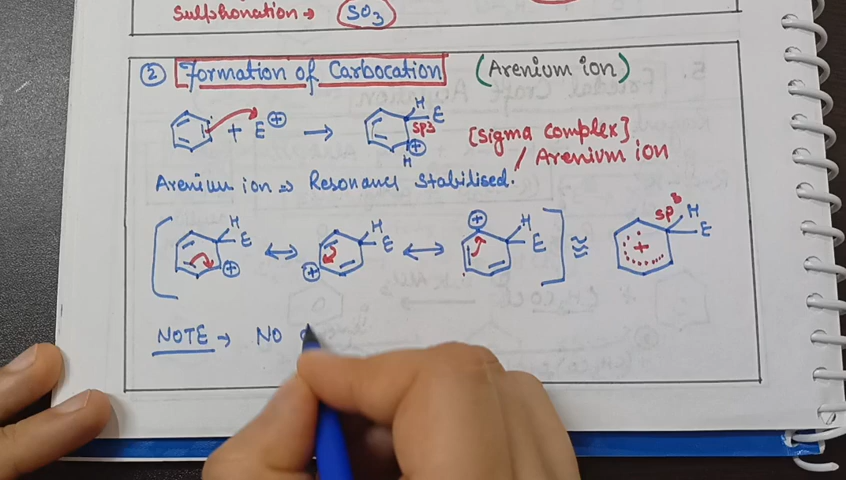 Sulphonation → SO3
② Formation of Carbocation (Arenium ion)
+ E⊕ → H E sp3 ⊕ H
[sigma complex]
/ Arenium ion
Arenium ion ⇒ Resonance Stabilised.
[ H E ⊕ ↔ H E ⊕ ↔ ⊕ H E ] ≅ sp3 H E +
NOTE → NO